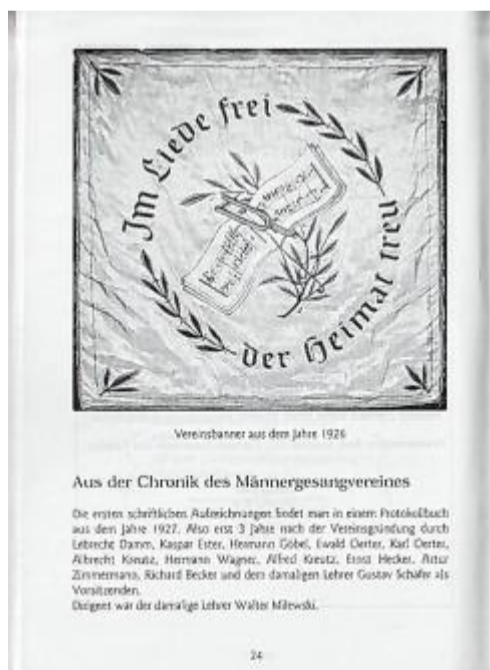 Im Liede frei
der Heimat treu
Vereinsbanner aus dem Jahre 1926
Aus der Chronik des Männergesangvereines
Die ersten schriftlichen Aufzeichnungen findet man in einem Protokollbuch
aus dem Jahre 1927. Also erst 3 Jahre nach der Vereinsgründung durch
Lebrecht Damm, Kaspar Ester, Hermann Göbel, Ewald Oerter, Karl Oerter,
Albrecht Kreutz, Hermann Wagner, Alfred Kreutz, Ernst Hecker, Artur
Zimmermann, Richard Becker und dem damaligen Lehrer Gustav Schäfer als
Vorsitzenden.
Dirigent war der damalige Lehrer Walter Milewski.
24